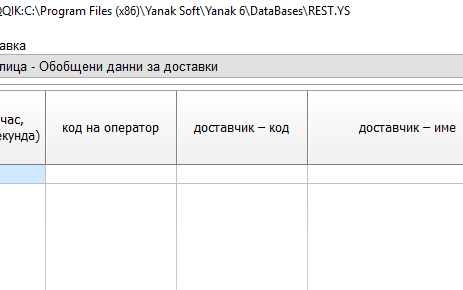 QIK:C:\Program Files (x86)\Yanak Soft\Yanak 6\DataBases\REST.YS
авка
лица - Обобщени данни за доставки
час,
екунда)
код на оператор
доставчик – код
доставчик – име